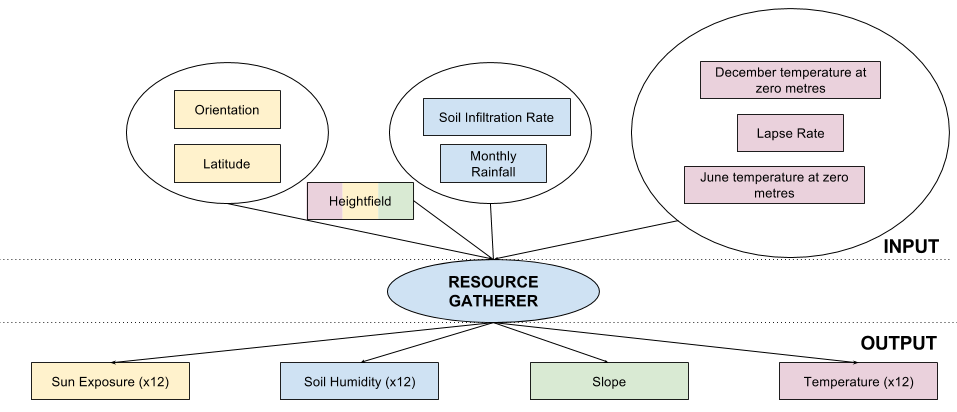 Orientation
Latitude
Heightfield
Soil Infiltration Rate
Monthly
Rainfall
December temperature at
zero metres
Lapse Rate
June temperature at zero
metres
INPUT
RESOURCE
GATHERER
OUTPUT
Sun Exposure (x12)
Soil Humidity (x12)
Slope
Temperature (x12)